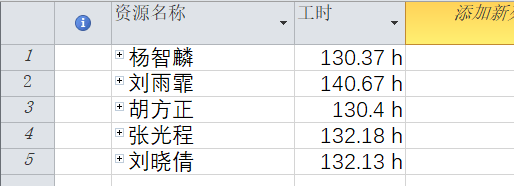 资源名称 工时 添加新
1 杨智麟 130.37 h
2 刘雨霏 140.67 h
3 胡方正 130.4 h
4 张光程 132.18 h
5 刘晓倩 132.13 h